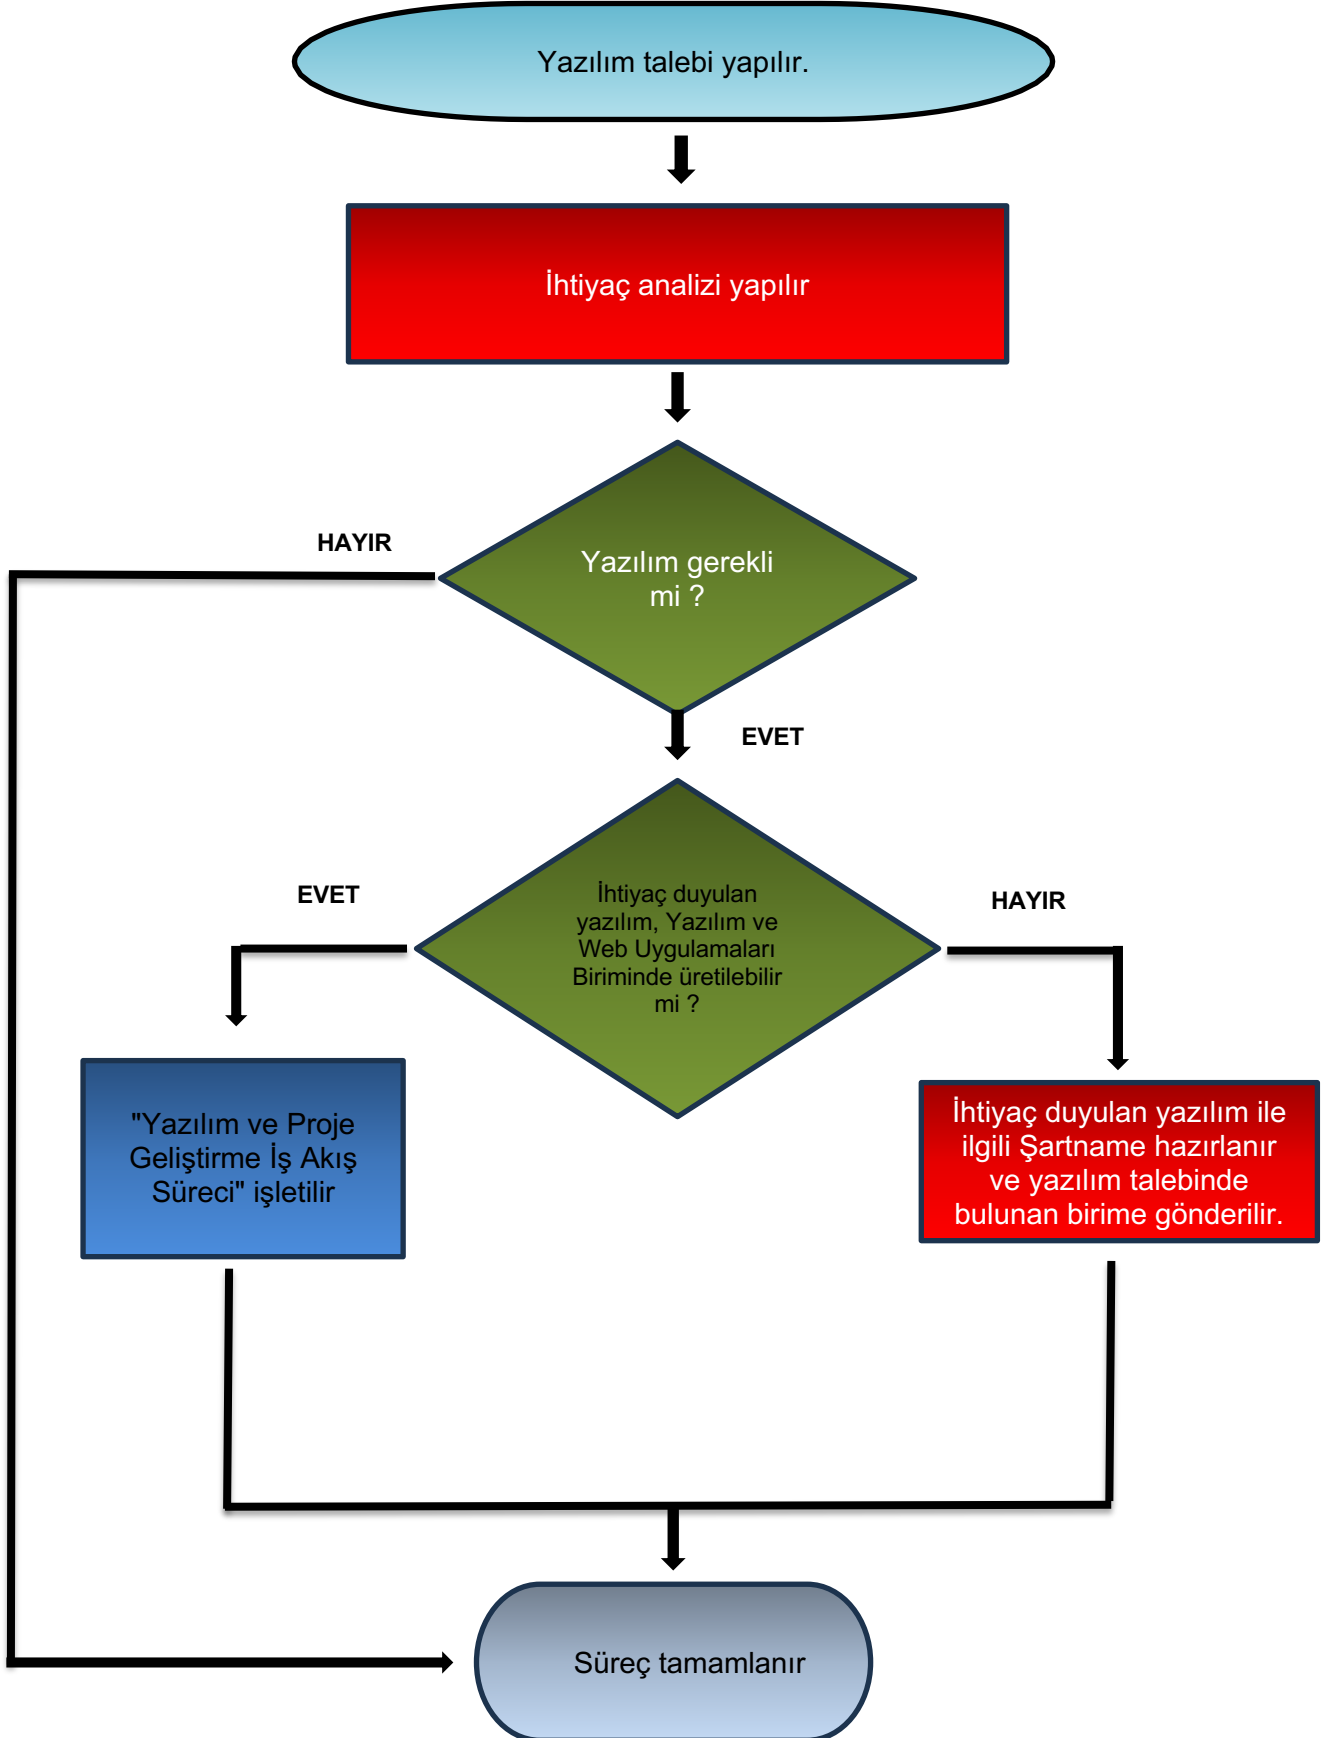 Yazılım talebi yapılır.
İhtiyaç analizi yapılır
HAYIR
Yazılım gerekli
mi ?
EVET
EVET
İhtiyaç duyulan
yazılım, Yazılım ve
Web Uygulamaları
Biriminde üretilebilir
mi ?
HAYIR
"Yazılım ve Proje
Geliştirme İş Akış
Süreci" işletilir
İhtiyaç duyulan yazılım ile
ilgili Şartname hazırlanır
ve yazılım talebinde
bulunan birime gönderilir.
Süreç tamamlanır